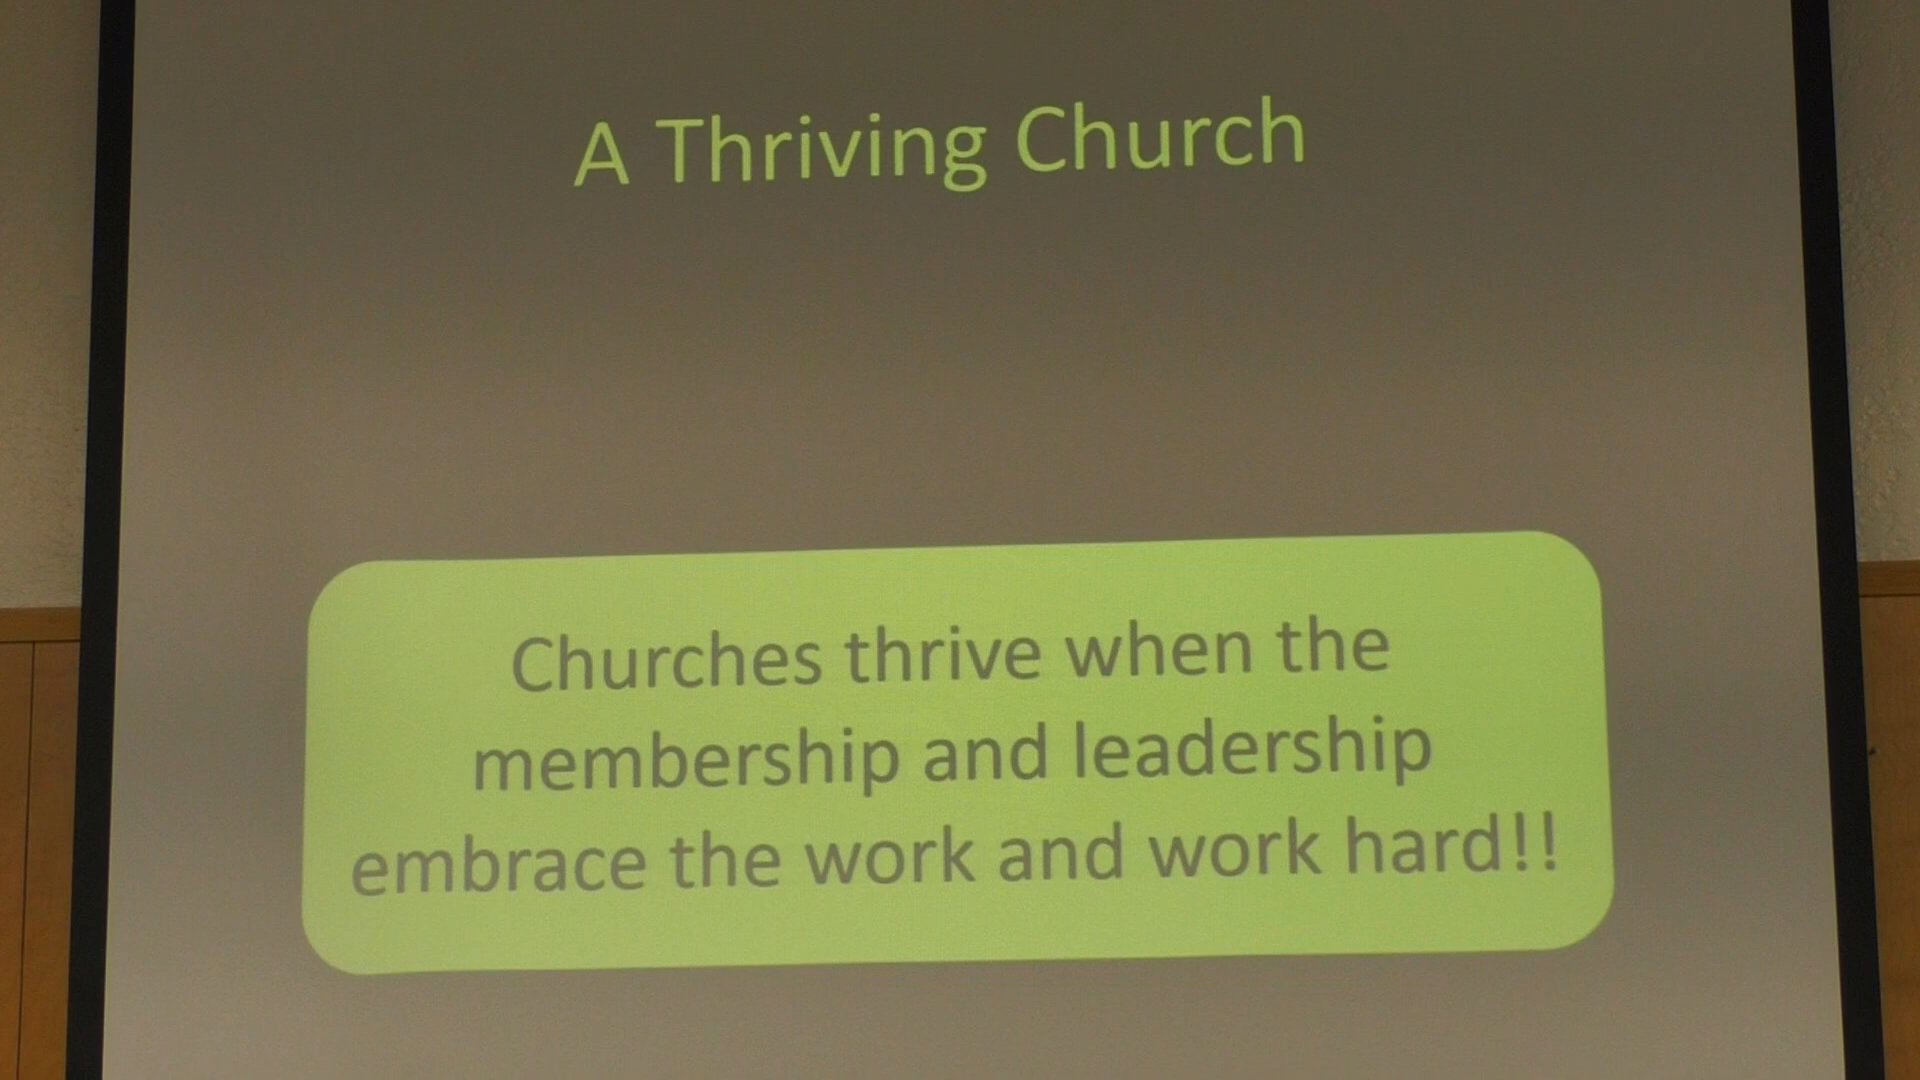 A Thriving Church
Churches thrive when the
membership and leadership
embrace the work and work hard!!